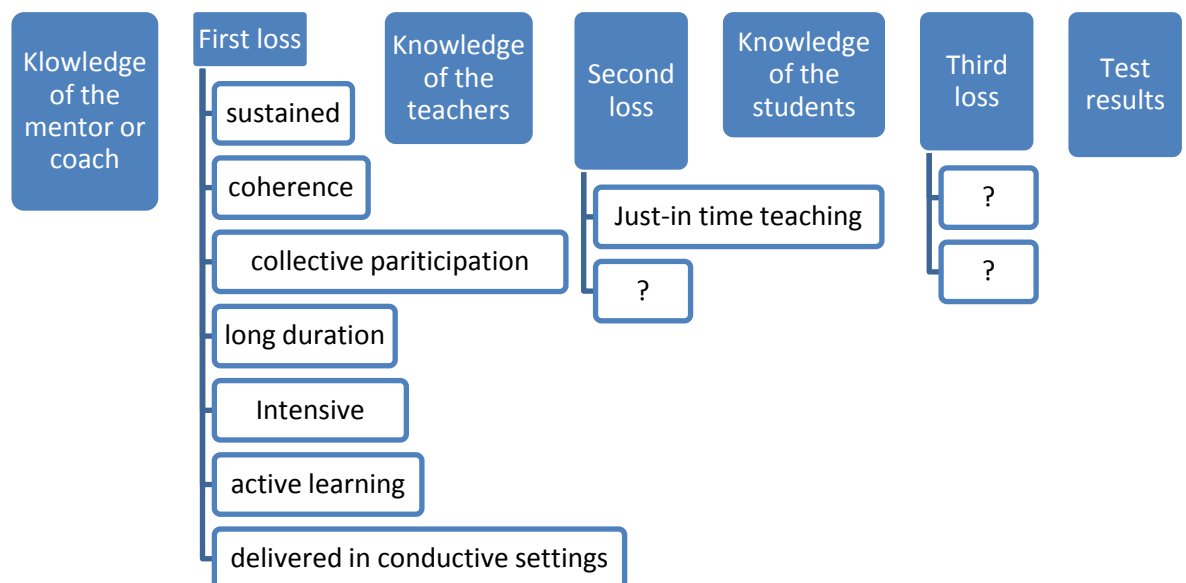 Klowledge
of the
mentor or
coach
First loss
sustained
coherence
collective pariticipation
long duration
Intensive
active learning
delivered in conductive settings
Knowledge
of the
teachers
Second
loss
Just-in time teaching
?
Knowledge
of the
students
Third
loss
?
?
Test
results